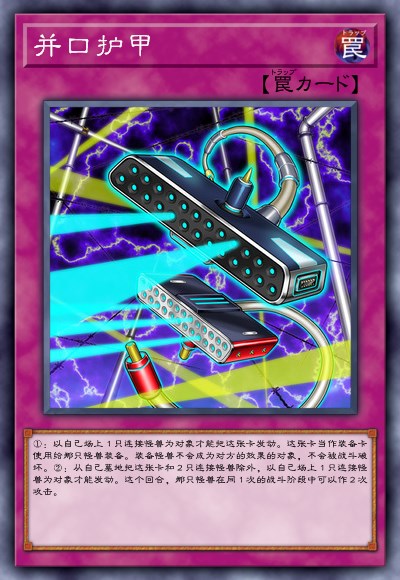 并口护甲
トラップ
罠
トラップ
【罠カード】
①：以自己场上1只连接怪兽为对象才能把这张卡发动。这张卡当作装备卡
使用给那只怪兽装备。装备怪兽不会成为对方的效果的对象，不会被战斗破
坏。②：从自己墓地把这张卡和2只连接怪兽除外，以自己场上1只连接怪
兽为对象才能发动。这个回合，那只怪兽在同1次的战斗阶段中可以作2次
攻击。